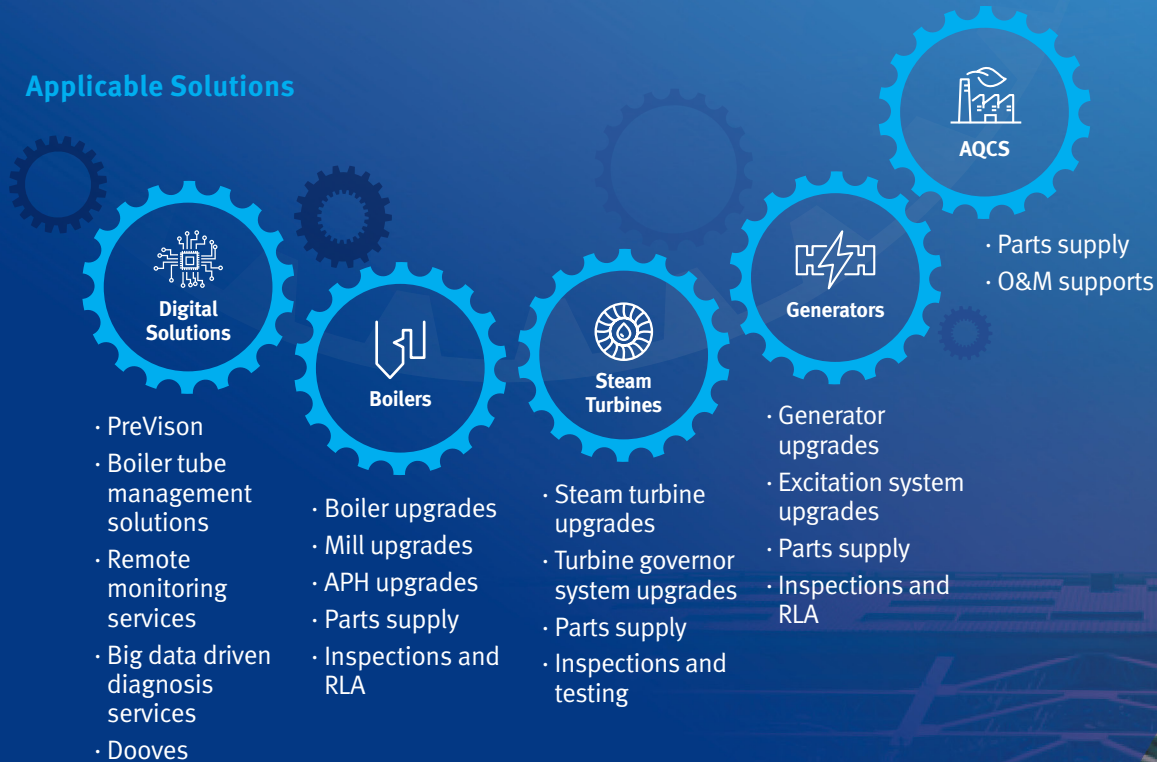 Applicable Solutions
Digital
Solutions
· PreVison
· Boiler tube
management
solutions
· Remote
monitoring
services
· Big data driven
diagnosis
services
· Dooves
Boilers
· Boiler upgrades
· Mill upgrades
· APH upgrades
· Parts supply
· Inspections and
RLA
Steam
Turbines
· Steam turbine
upgrades
· Turbine governor
system upgrades
· Parts supply
· Inspections and
testing
Generators
· Generator
upgrades
· Excitation system
upgrades
· Parts supply
· Inspections and
RLA
AQCS
· Parts supply
· O&M supports